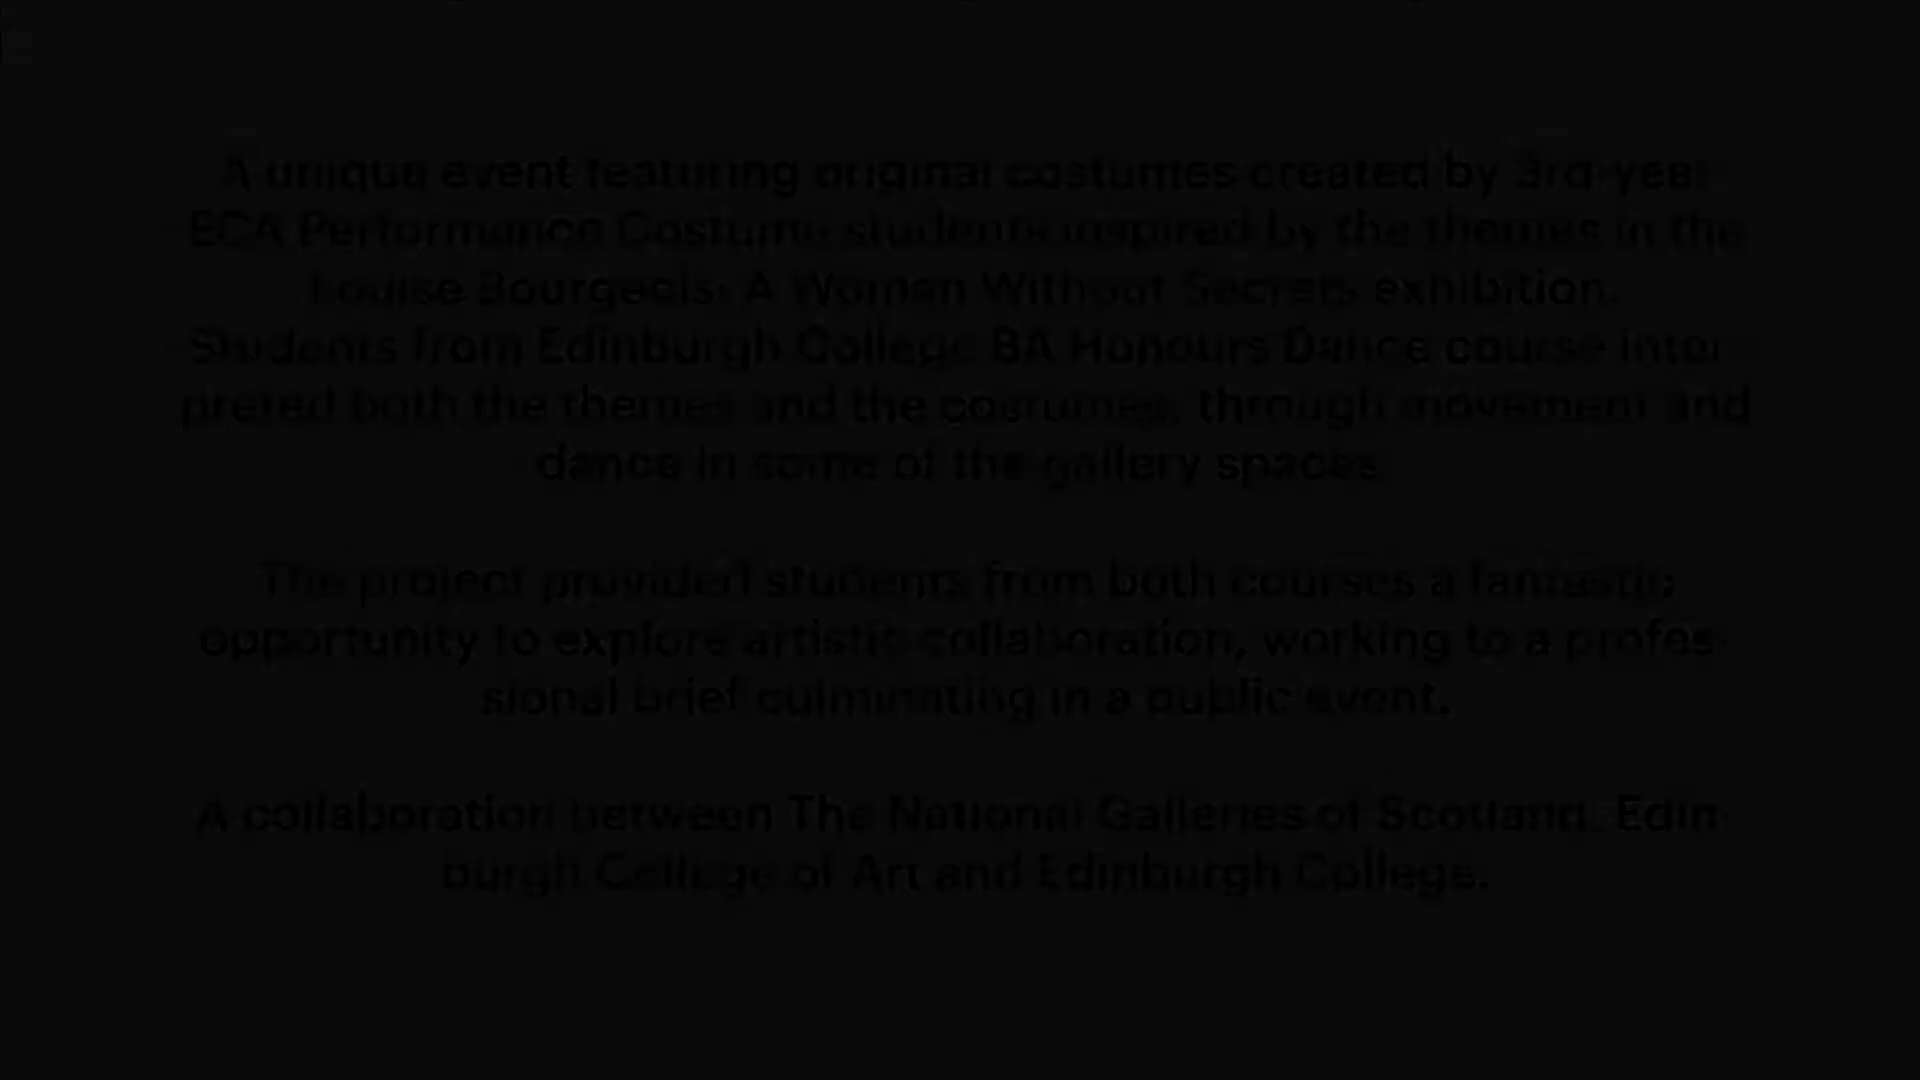 A unique event featuring original costumes created by 3rd-year
ECA Performance Costume students inspired by the themes in the
Louise Bourgeois: A Woman Without Secrets exhibition.
Students from Edinburgh College BA Honours Dance course inter-
preted both the themes and the costumes, through movement and
dance in some of the gallery spaces.
The project provided students from both courses a fantastic
opportunity to explore artistic collaboration, working to a profes-
sional brief culminating in a public event.
A collaboration between The National Galleries of Scotland, Edin-
burgh College of Art and Edinburgh College.